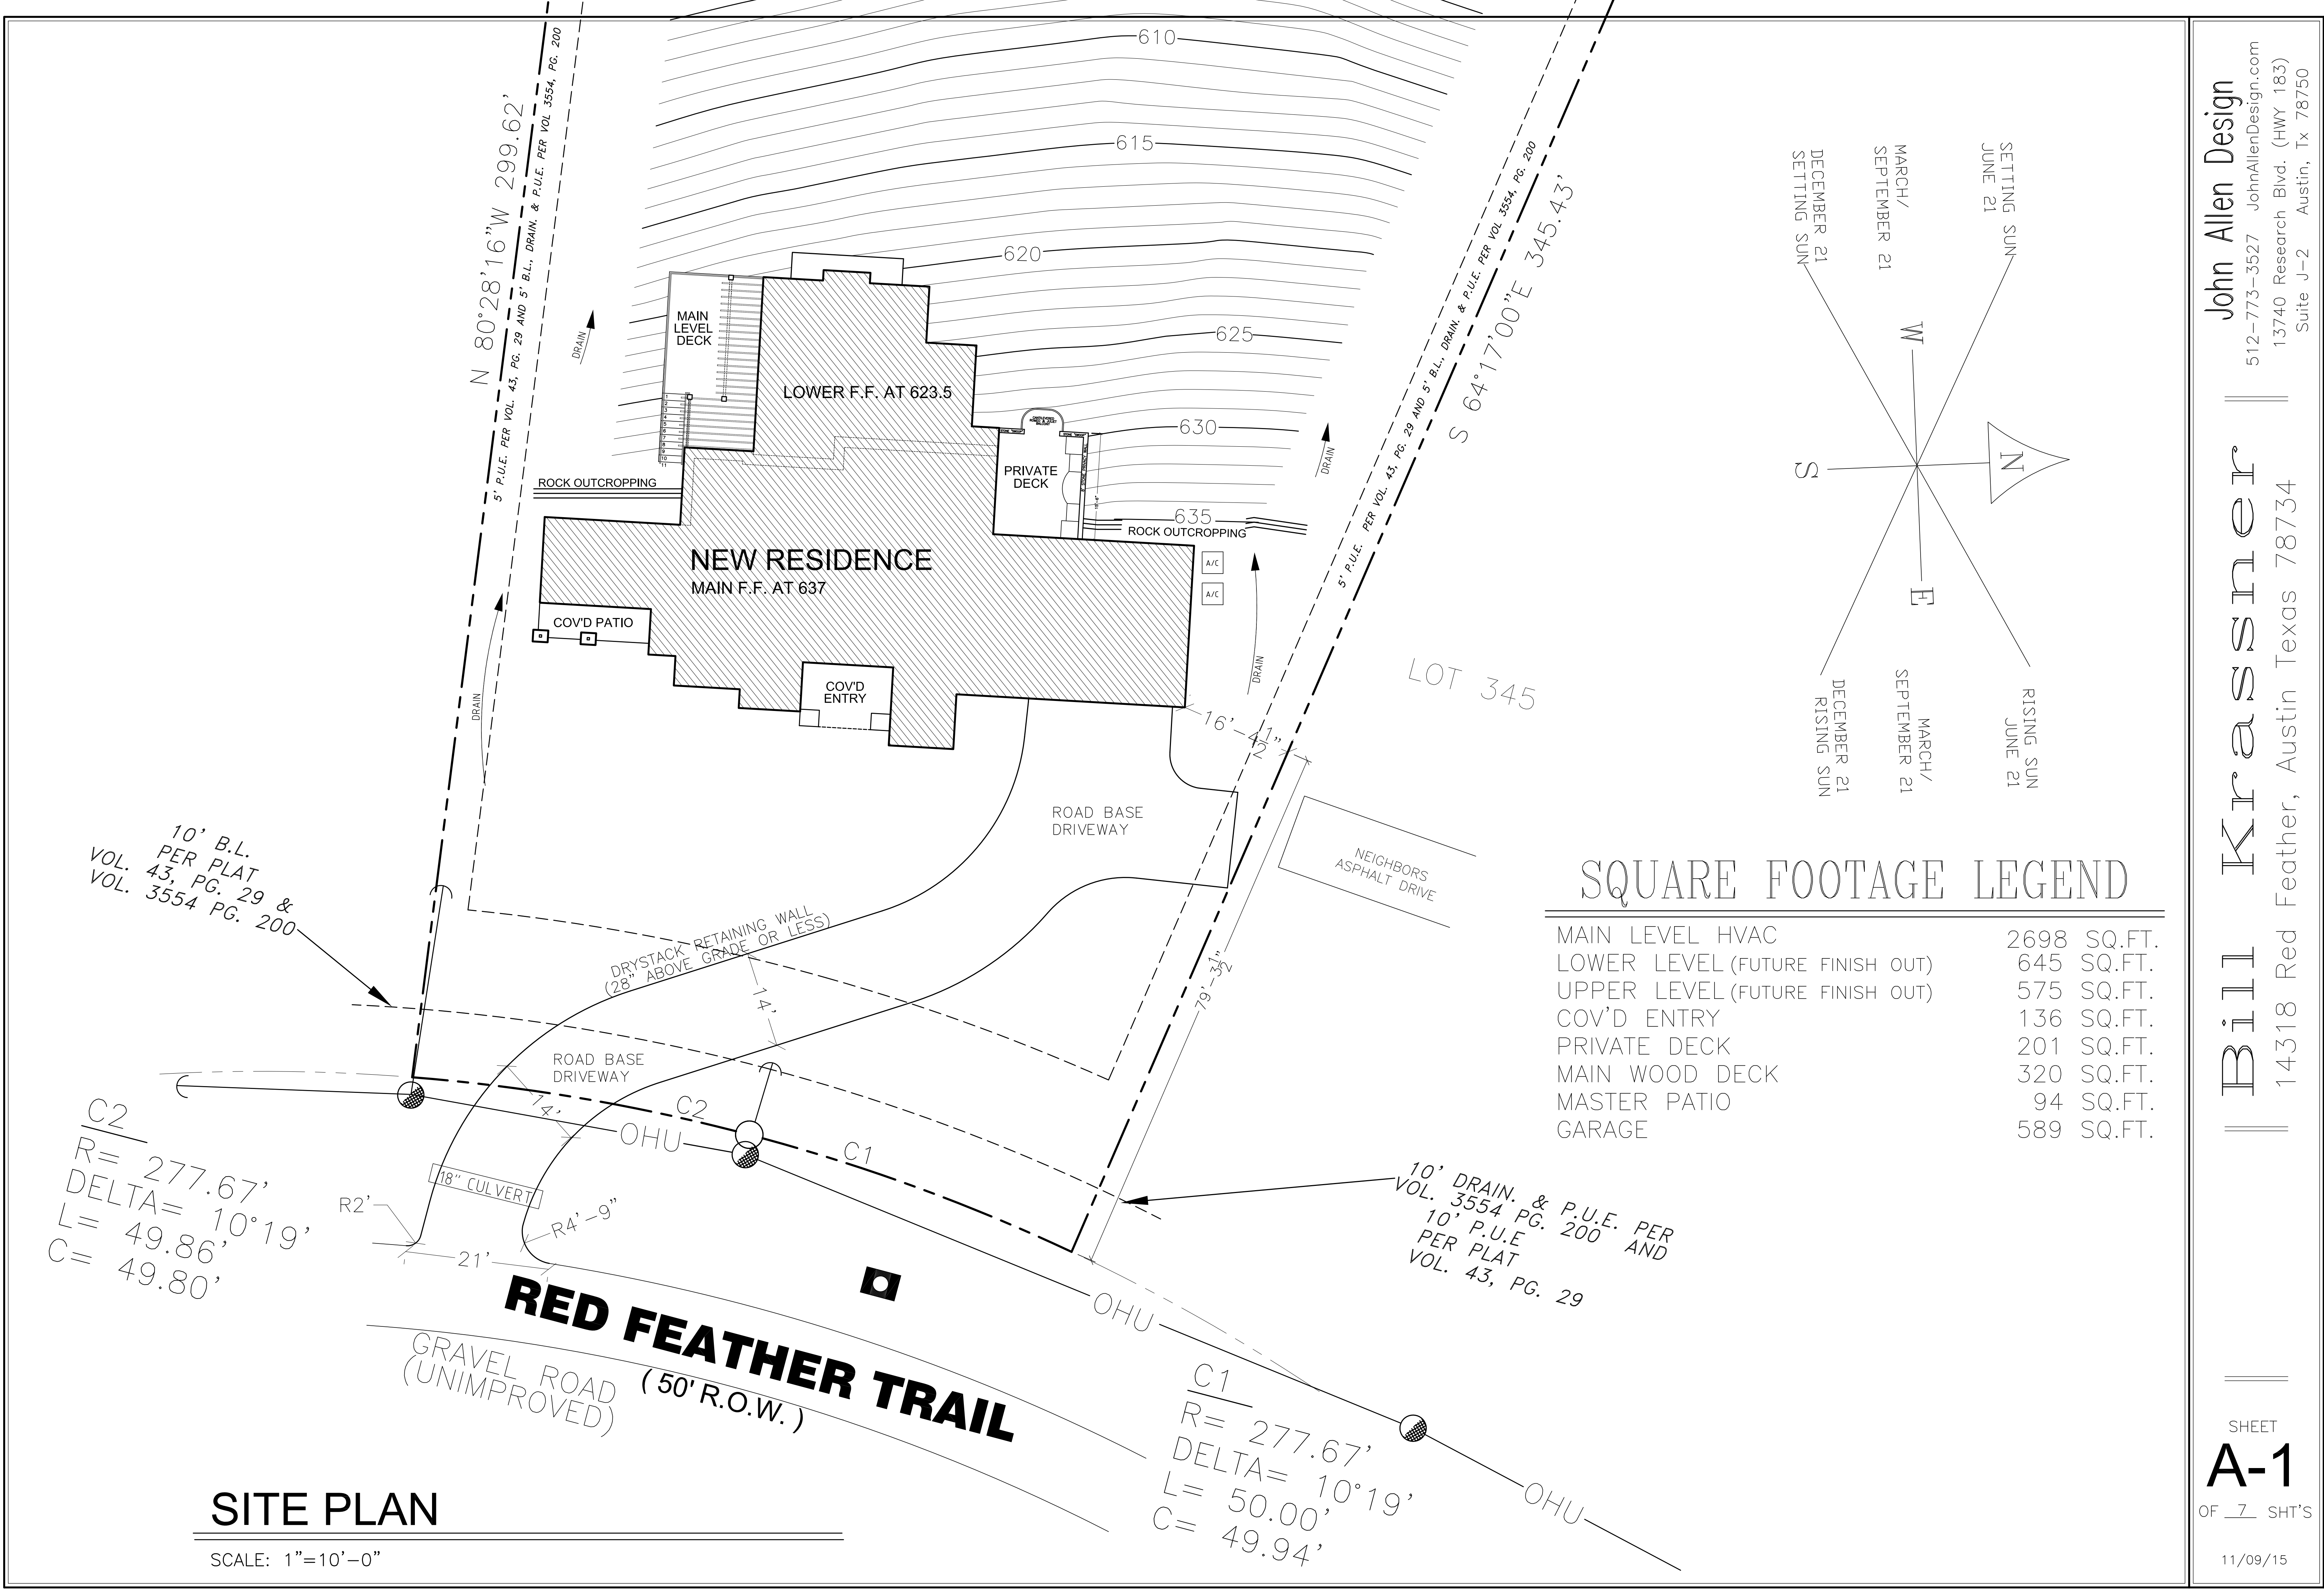 610
615
620
625
630
635
N 80°28'16"W 299.62'
5' P.U.E. PER VOL. 43, PG. 29 AND 5' B.L., DRAIN. & P.U.E. PER VOL 3554, PG. 200
S 64°17'00"E 345.43'
5' P.U.E. PER VOL. 43, PG. 29 AND 5' B.L., DRAIN. & P.U.E. PER VOL 3554, PG. 200
DRAIN
MAIN
LEVEL
DECK
1
2
3
4
5
6
7
8
9
10
11
LOWER F.F. AT 623.5
PRIVATE
DECK
DRAIN
ROCK OUTCROPPING
ROCK OUTCROPPING
NEW RESIDENCE
MAIN F.F. AT 637
A/C
A/C
COV'D PATIO
COV'D
ENTRY
DRAIN
DRAIN
LOT 345
16'-4 1/2"
79'-3 1/2"
ROAD BASE
DRIVEWAY
NEIGHBORS
ASPHALT DRIVE
10' B.L.
PER PLAT
VOL. 43, PG. 29 &
VOL. 3554 PG. 200
DRYSTACK RETAINING WALL
(28" ABOVE GRADE OR LESS)
14'
ROAD BASE
DRIVEWAY
14'
C2
C1
OHU
18" CULVERT
R2'
R4'-9"
21'
C2
R= 277.67'
DELTA= 10°19'
L= 49.86'
C= 49.80'
RED FEATHER TRAIL
( 50' R.O.W. )
GRAVEL ROAD
(UNIMPROVED)
OHU
OHU
C1
R= 277.67'
DELTA= 10°19'
L= 50.00'
C= 49.94'
10' DRAIN. & P.U.E. PER
VOL. 3554 PG. 200 AND
10' P.U.E
PER PLAT
VOL. 43, PG. 29
SITE PLAN
SCALE: 1"=10'-0"
SETTING SUN
JUNE 21
MARCH/
SEPTEMBER 21
DECEMBER 21
SETTING SUN
W
N
S
E
RISING SUN
JUNE 21
MARCH/
SEPTEMBER 21
DECEMBER 21
RISING SUN
SQUARE FOOTAGE LEGEND
MAIN LEVEL HVAC 2698 SQ.FT.
LOWER LEVEL (FUTURE FINISH OUT) 645 SQ.FT.
UPPER LEVEL (FUTURE FINISH OUT) 575 SQ.FT.
COV'D ENTRY 136 SQ.FT.
PRIVATE DECK 201 SQ.FT.
MAIN WOOD DECK 320 SQ.FT.
MASTER PATIO 94 SQ.FT.
GARAGE 589 SQ.FT.
John Allen Design
512-773-3527 JohnAllenDesign.com
13740 Research Blvd. (HWY 183)
Suite J-2 Austin, Tx 78750
Bill Krassner
14318 Red Feather, Austin Texas 78734
SHEET
A-1
OF 7 SHT'S
11/09/15